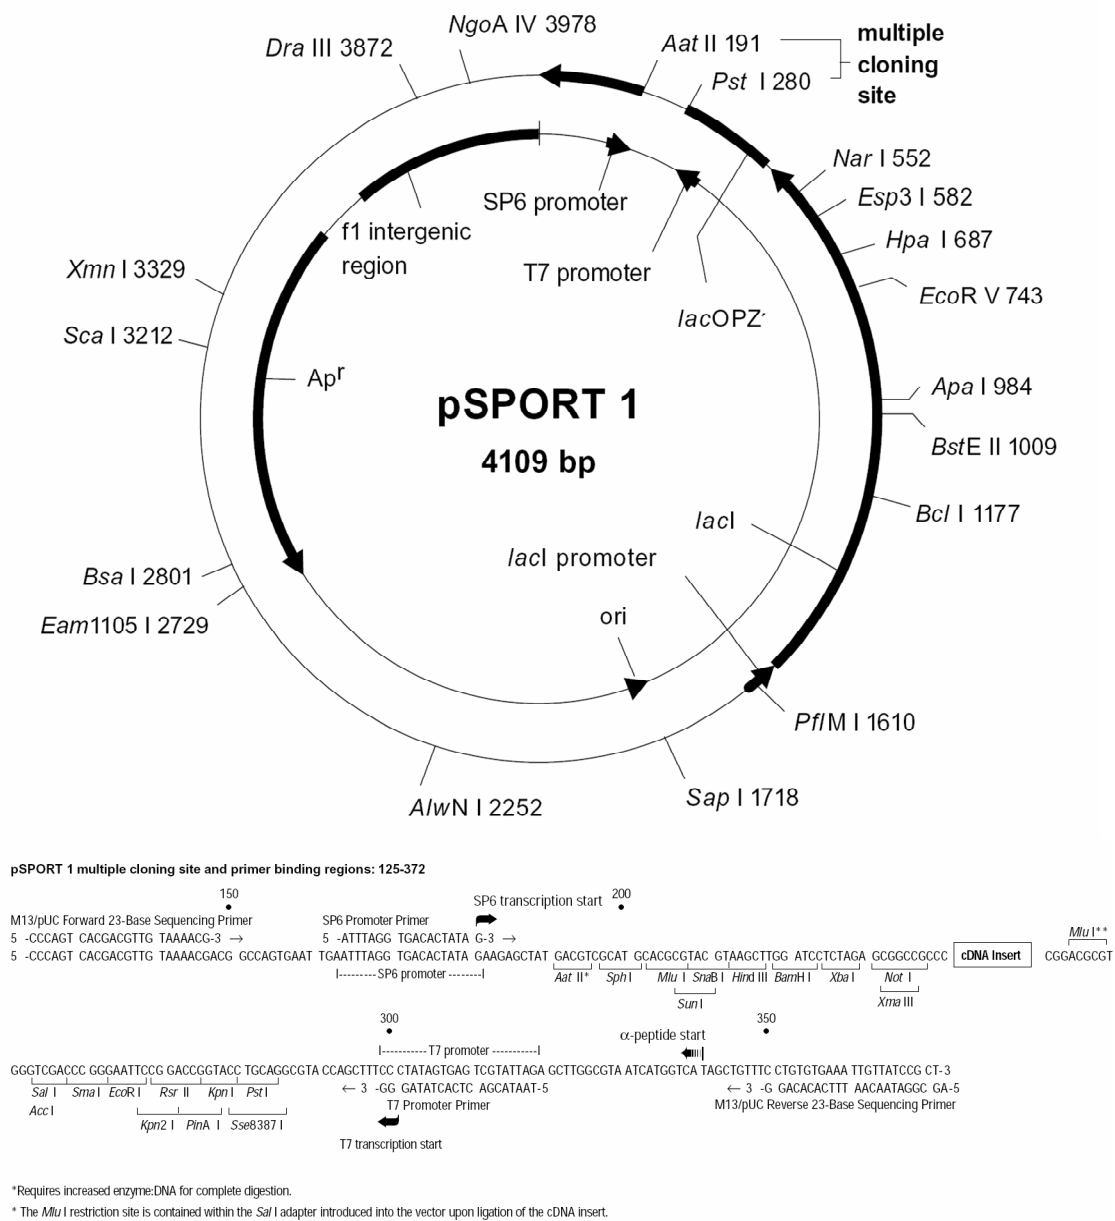 NgoA IV 3978
Dra III 3872
Aat II 191
multiple
cloning
site
Pst I 280
Nar I 552
Esp3 I 582
Hpa I 687
EcoR V 743
SP6 promoter
f1 intergenic
region
T7 promoter
lacOPZ'
Xmn I 3329
Sca I 3212
Apr
pSPORT 1
4109 bp
Apa I 984
BstE II 1009
Bcl I 1177
lacI
lacI promoter
ori
Bsa I 2801
Eam1105 I 2729
PflM I 1610
Sap I 1718
AlwN I 2252
pSPORT 1 multiple cloning site and primer binding regions: 125-372
150
200
M13/pUC Forward 23-Base Sequencing Primer
SP6 Promoter Primer
SP6 transcription start
5 -CCCAGT CACGACGTTG TAAAACG-3 →
5 -ATTTAGG TGACACTATA G-3 →
Mlu I**
5 -CCCAGT CACGACGTTG TAAAACGACG GCCAGTGAAT TGAATTTAGG TGACACTATA GAAGAGCTAT GACGTCGCAT GCACGCGTAC GTAAGCTTGG ATCCTCTAGA GCGGCCGCCC cDNA Insert CGGACGCGT
SP6 promoter
Aat II* Sph I Mlu I SnaB I Hind III BamH I Xba I Not I
Sun I Xma III
300
α-peptide start
350
T7 promoter
GGGTCGACCC GGGAATTCCG GACCGGTACC TGCAGGCGTA CCAGCTTTCC CTATAGTGAG TCGTATTAGA GCTTGGCGTA ATCATGGTCA TAGCTGTTTC CTGTGTGAAA TTGTTATCCG CT-3
Sal I Sma I EcoR I Rsr II Kpn I Pst I
← 3 -GG GATATCACTC AGCATAAT-5
← 3 -G GACACACTTT AACAATAGGC GA-5
Acc I
T7 Promoter Primer
M13/pUC Reverse 23-Base Sequencing Primer
Kpn2 I PinA I Sse8387 I
T7 transcription start
*Requires increased enzyme:DNA for complete digestion.
* The Mlu I restriction site is contained within the Sal I adapter introduced into the vector upon ligation of the cDNA insert.